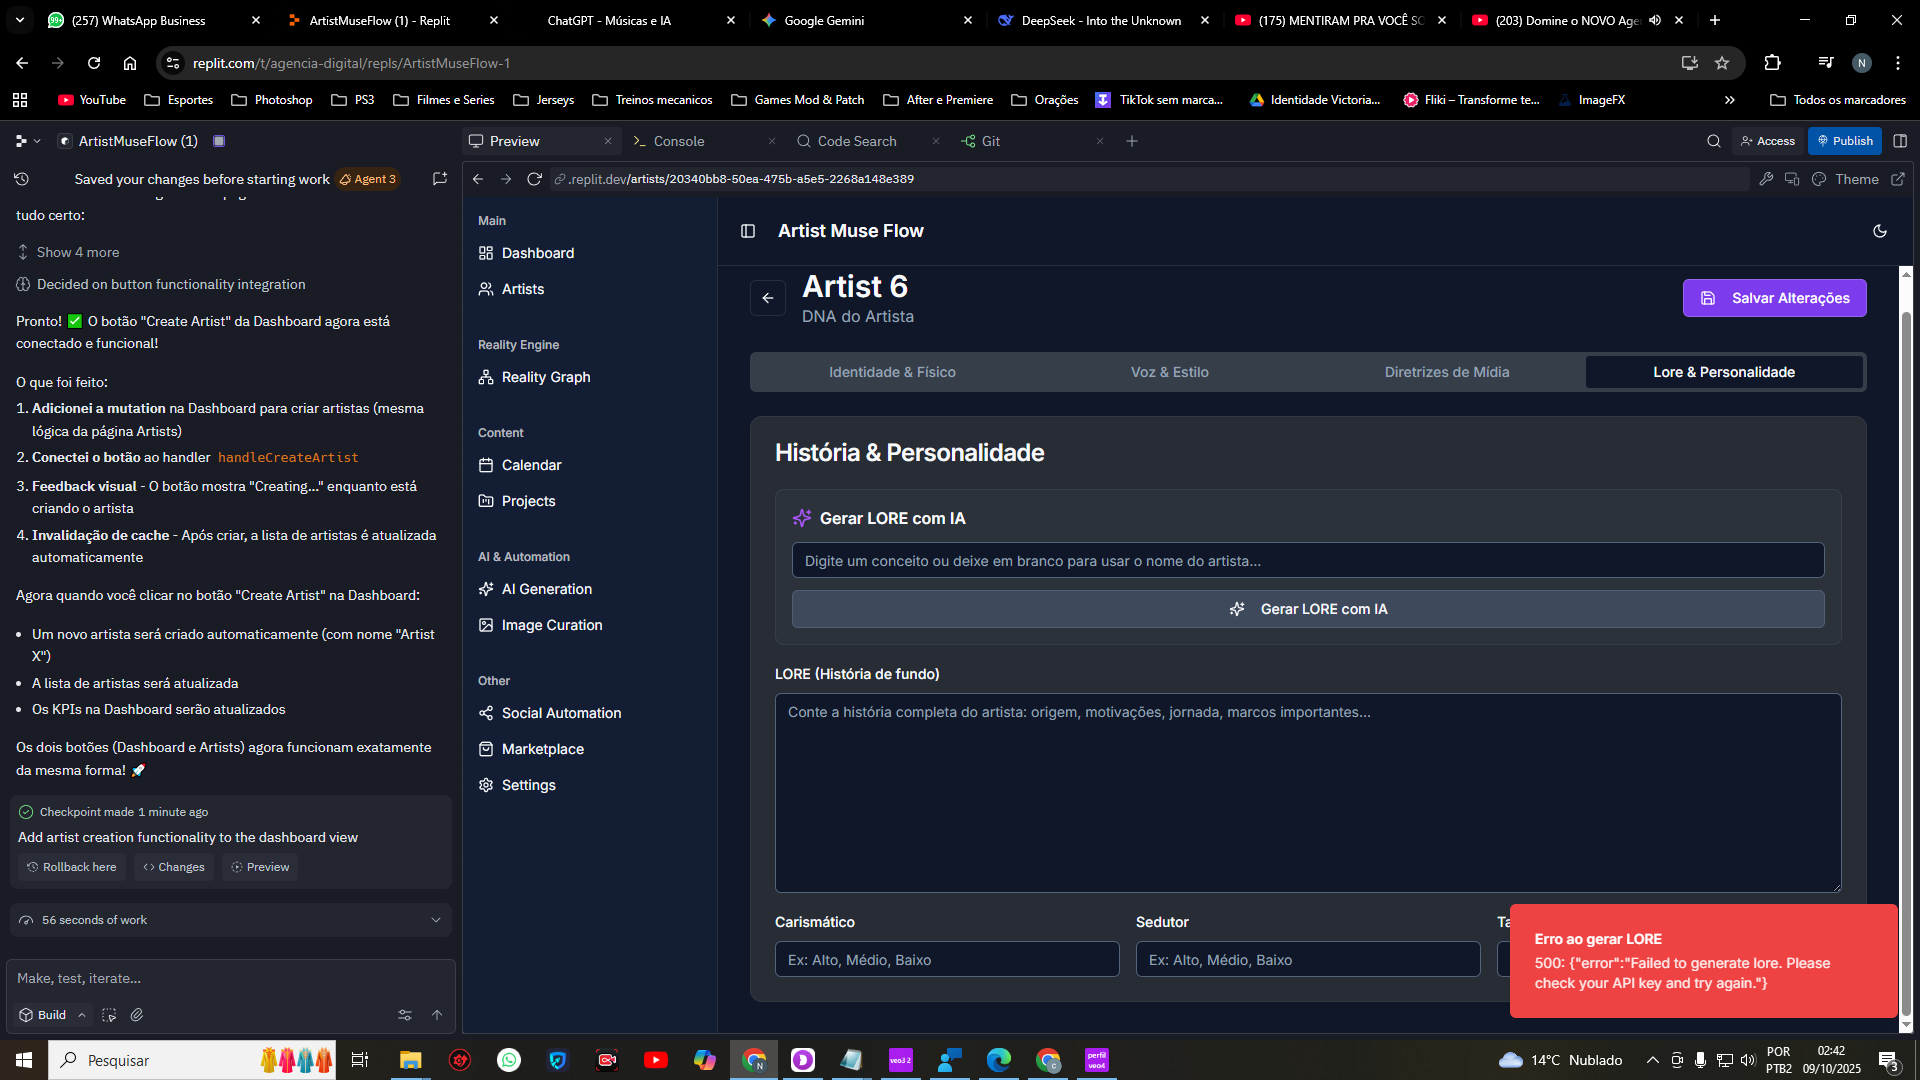 (257) WhatsApp Business
ArtistMuseFlow (1) - Replit
ChatGPT - Músicas e IA
Google Gemini
DeepSeek - Into the Unknown
(175) MENTIRAM PRA VOCÊ SO
(203) Domine o NOVO Age
replit.com/t/agencia-digital/repls/ArtistMuseFlow-1
N
YouTube
Esportes
Photoshop
PS3
Filmes e Series
Jerseys
Treinos mecanicos
Games Mod & Patch
After e Premiere
Orações
TikTok sem marca...
Identidade Victoria...
Fliki – Transforme te...
ImageFX
Todos os marcadores
ArtistMuseFlow (1)
Preview
Console
Code Search
Git
Access
Publish
Saved your changes before starting work
Agent 3
.replit.dev/artists/20340bb8-50ea-475b-a5e5-2268a148e389
Theme
tudo certo:
Show 4 more
Decided on button functionality integration
Pronto! ✅ O botão "Create Artist" da Dashboard agora está
conectado e funcional!
O que foi feito:
1. Adicionei a mutation na Dashboard para criar artistas (mesma
lógica da página Artists)
2. Conectei o botão ao handler handleCreateArtist
3. Feedback visual - O botão mostra "Creating..." enquanto está
criando o artista
4. Invalidação de cache - Após criar, a lista de artistas é atualizada
automaticamente
Agora quando você clicar no botão "Create Artist" na Dashboard:
• Um novo artista será criado automaticamente (com nome "Artist
X")
• A lista de artistas será atualizada
• Os KPIs na Dashboard serão atualizados
Os dois botões (Dashboard e Artists) agora funcionam exatamente
da mesma forma! 🚀
Checkpoint made 1 minute ago
Add artist creation functionality to the dashboard view
Rollback here
Changes
Preview
56 seconds of work
Make, test, iterate...
Build
Main
Dashboard
Artists
Reality Engine
Reality Graph
Content
Calendar
Projects
AI & Automation
AI Generation
Image Curation
Other
Social Automation
Marketplace
Settings
Artist Muse Flow
Artist 6
DNA do Artista
Salvar Alterações
Identidade & Físico
Voz & Estilo
Diretrizes de Mídia
Lore & Personalidade
História & Personalidade
Gerar LORE com IA
Digite um conceito ou deixe em branco para usar o nome do artista...
Gerar LORE com IA
LORE (História de fundo)
Conte a história completa do artista: origem, motivações, jornada, marcos importantes...
Carismático
Sedutor
Ta
Ex: Alto, Médio, Baixo
Ex: Alto, Médio, Baixo
Erro ao gerar LORE
500: {"error":"Failed to generate lore. Please
check your API key and try again."}
Pesquisar
veo3 2
perfil
veo4
14°C Nublado
POR
PTB2
02:42
09/10/2025
3